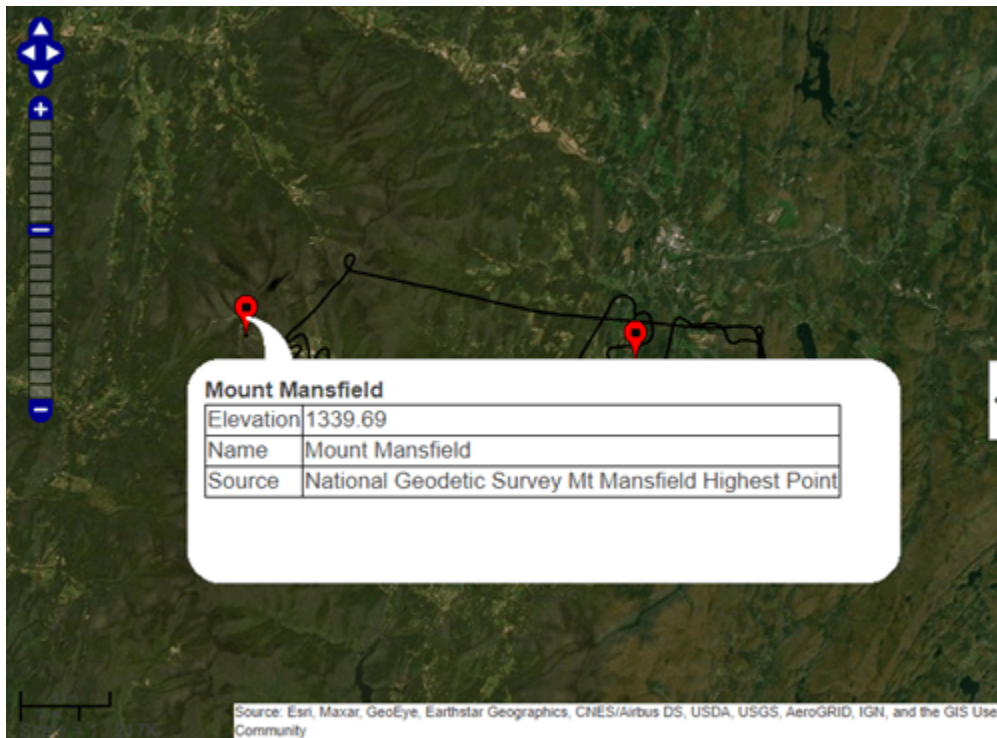 Mount Mansfield
Elevation 1339.69
Name Mount Mansfield
Source National Geodetic Survey Mt Mansfield Highest Point
Source: Esri, Maxar, GeoEye, Earthstar Geographics, CNES/Airbus DS, USDA, USGS, AeroGRID, IGN, and the GIS Use
Community